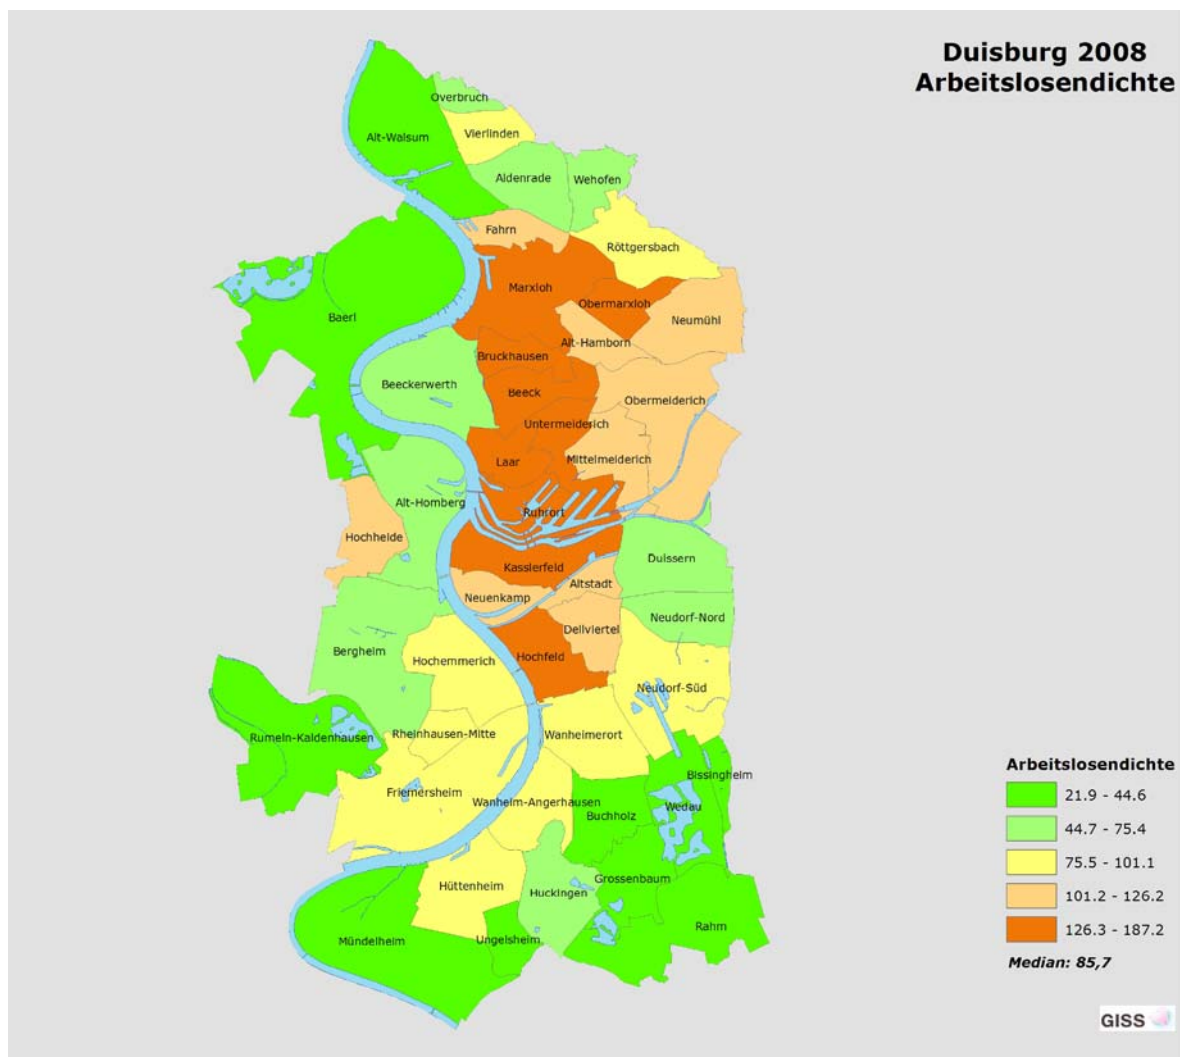 Duisburg 2008
Arbeitslosendichte
Overbruch
Vierlinden
Alt-Walsum
Aldenrade
Wehofen
Fahrn
Röttgersbach
Marxloh
Obermarxloh
Neumühl
Baerl
Alt-Hamborn
Bruckhausen
Beeckerwerth
Beeck
Obermeiderich
Untermeiderich
Laar
Mittelmeiderich
Alt-Homberg
Ruhrort
Hochheide
Duissern
Kasslerfeld
Altstadt
Neuenkamp
Neudorf-Nord
Dellviertel
Bergheim
Hochemmerich
Hochfeld
Neudorf-Süd
Rumeln-Kaldenhausen
Rheinhausen-Mitte
Wanheimerort
Bissingheim
Friemersheim
Wanheim-Angerhausen
Wedau
Buchholz
Grossenbaum
Hüttenheim
Huckingen
Rahm
Mündelheim
Ungelsheim
Arbeitslosendichte
21.9 - 44.6
44.7 - 75.4
75.5 - 101.1
101.2 - 126.2
126.3 - 187.2
Median: 85,7
GISS